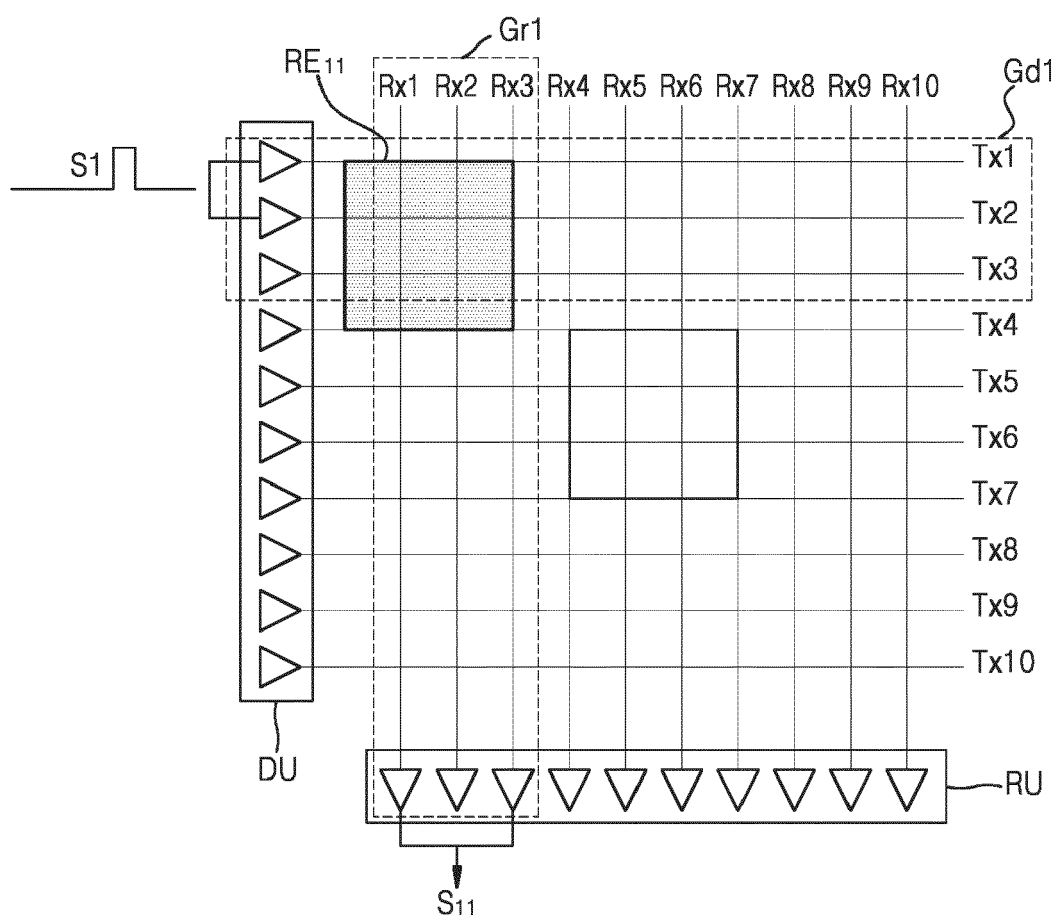 Gr1
RE11
Gd1
Rx1 Rx2 Rx3 Rx4 Rx5 Rx6 Rx7 Rx8 Rx9 Rx10
S1
Tx1
Tx2
Tx3
Tx4
Tx5
Tx6
Tx7
Tx8
Tx9
Tx10
DU
RU
S11